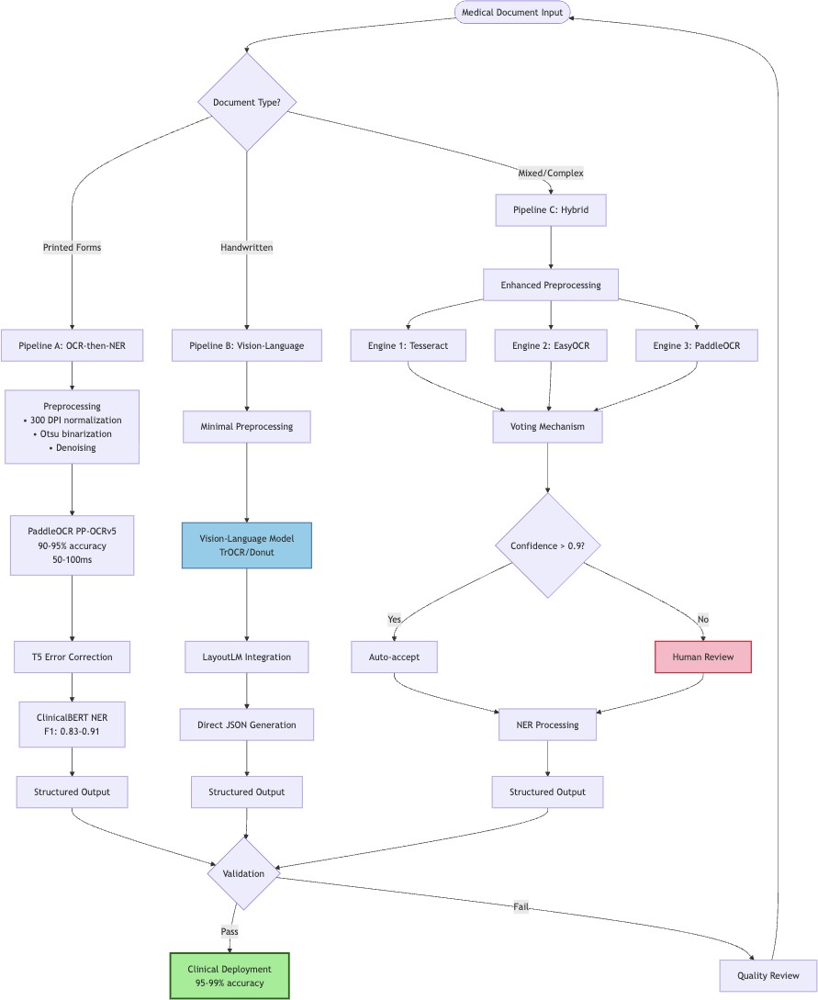 Medical Document Input
Document Type?
Mixed/Complex
Pipeline C: Hybrid
Printed Forms
Handwritten
Enhanced Preprocessing
Pipeline A: OCR-then-NER
Pipeline B: Vision-Language
Engine 1: Tesseract
Engine 2: EasyOCR
Engine 3: PaddleOCR
Preprocessing
• 300 DPI normalization
• Otsu binarization
• Denoising
Minimal Preprocessing
Voting Mechanism
PaddleOCR PP-OCRv5
90-95% accuracy
50-100ms
Vision-Language Model
TrOCR/Donut
Confidence > 0.9?
Yes
No
T5 Error Correction
LayoutLM Integration
Auto-accept
Human Review
ClinicalBERT NER
F1: 0.83-0.91
Direct JSON Generation
NER Processing
Structured Output
Structured Output
Structured Output
Validation
Fail
Pass
Clinical Deployment
95-99% accuracy
Quality Review